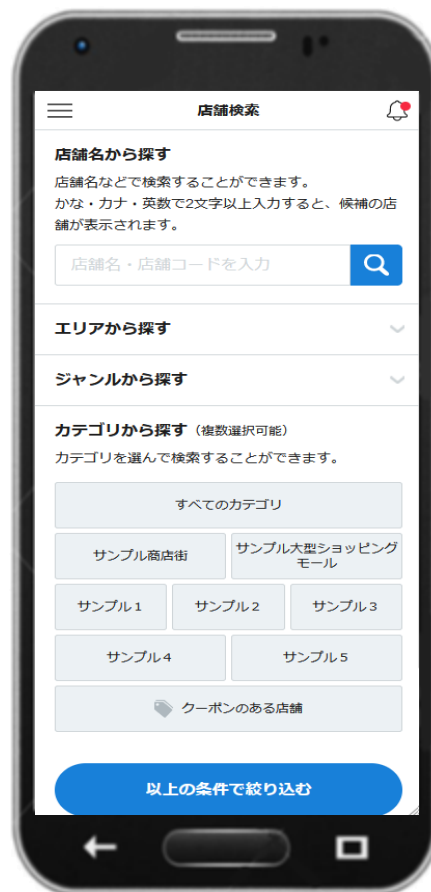 店舗検索
店舗名から探す
店舗名などで検索することができます。
かな・カナ・英数で2文字以上入力すると、候補の店
舗が表示されます。
店舗名・店舗コードを入力
エリアから探す
ジャンルから探す
カテゴリから探す（複数選択可能）
カテゴリを選んで検索することができます。
すべてのカテゴリ
サンプル商店街
サンプル大型ショッピング
モール
サンプル1
サンプル2
サンプル3
サンプル4
サンプル5
クーポンのある店舗
以上の条件で絞り込む